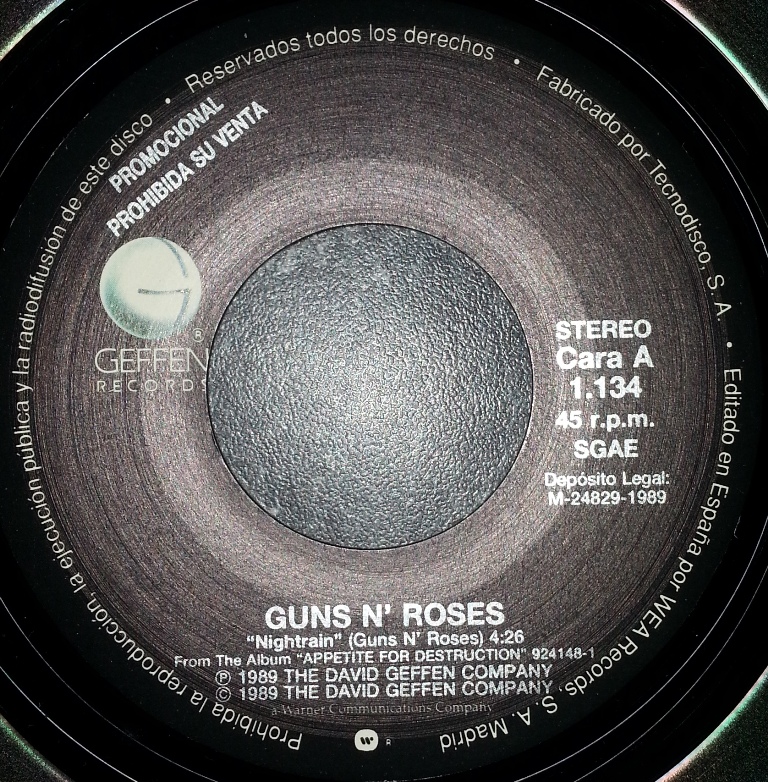 Reservados todos los derechos • Fabricado por Tecnodisco, S. A. • Editado en España por WEA Records, S. A. Madrid
Prohibida la reproducción, la ejecución pública y la radiodifusión de este disco •
PROMOCIONAL
PROHIBIDA SU VENTA
GEFFEN
RECORDS
®
STEREO
Cara A
1.134
45 r.p.m.
SGAE
Depósito Legal:
M-24829-1989
GUNS N' ROSES
"Nightrain" (Guns N' Roses) 4:26
From The Album "APPETITE FOR DESTRUCTION" 924148-1
Ⓟ 1989 THE DAVID GEFFEN COMPANY
© 1989 THE DAVID GEFFEN COMPANY
a Warner Communications Company
R